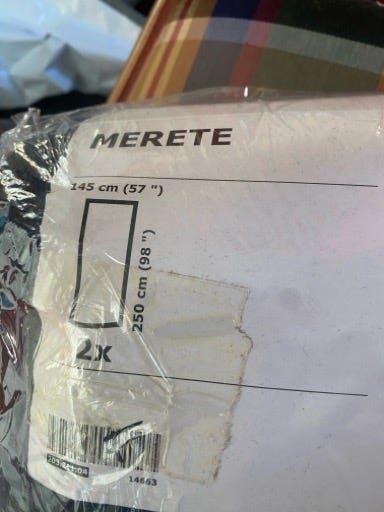 MERETE
145 cm (57 ")
250 cm (98 ")
2x
14663